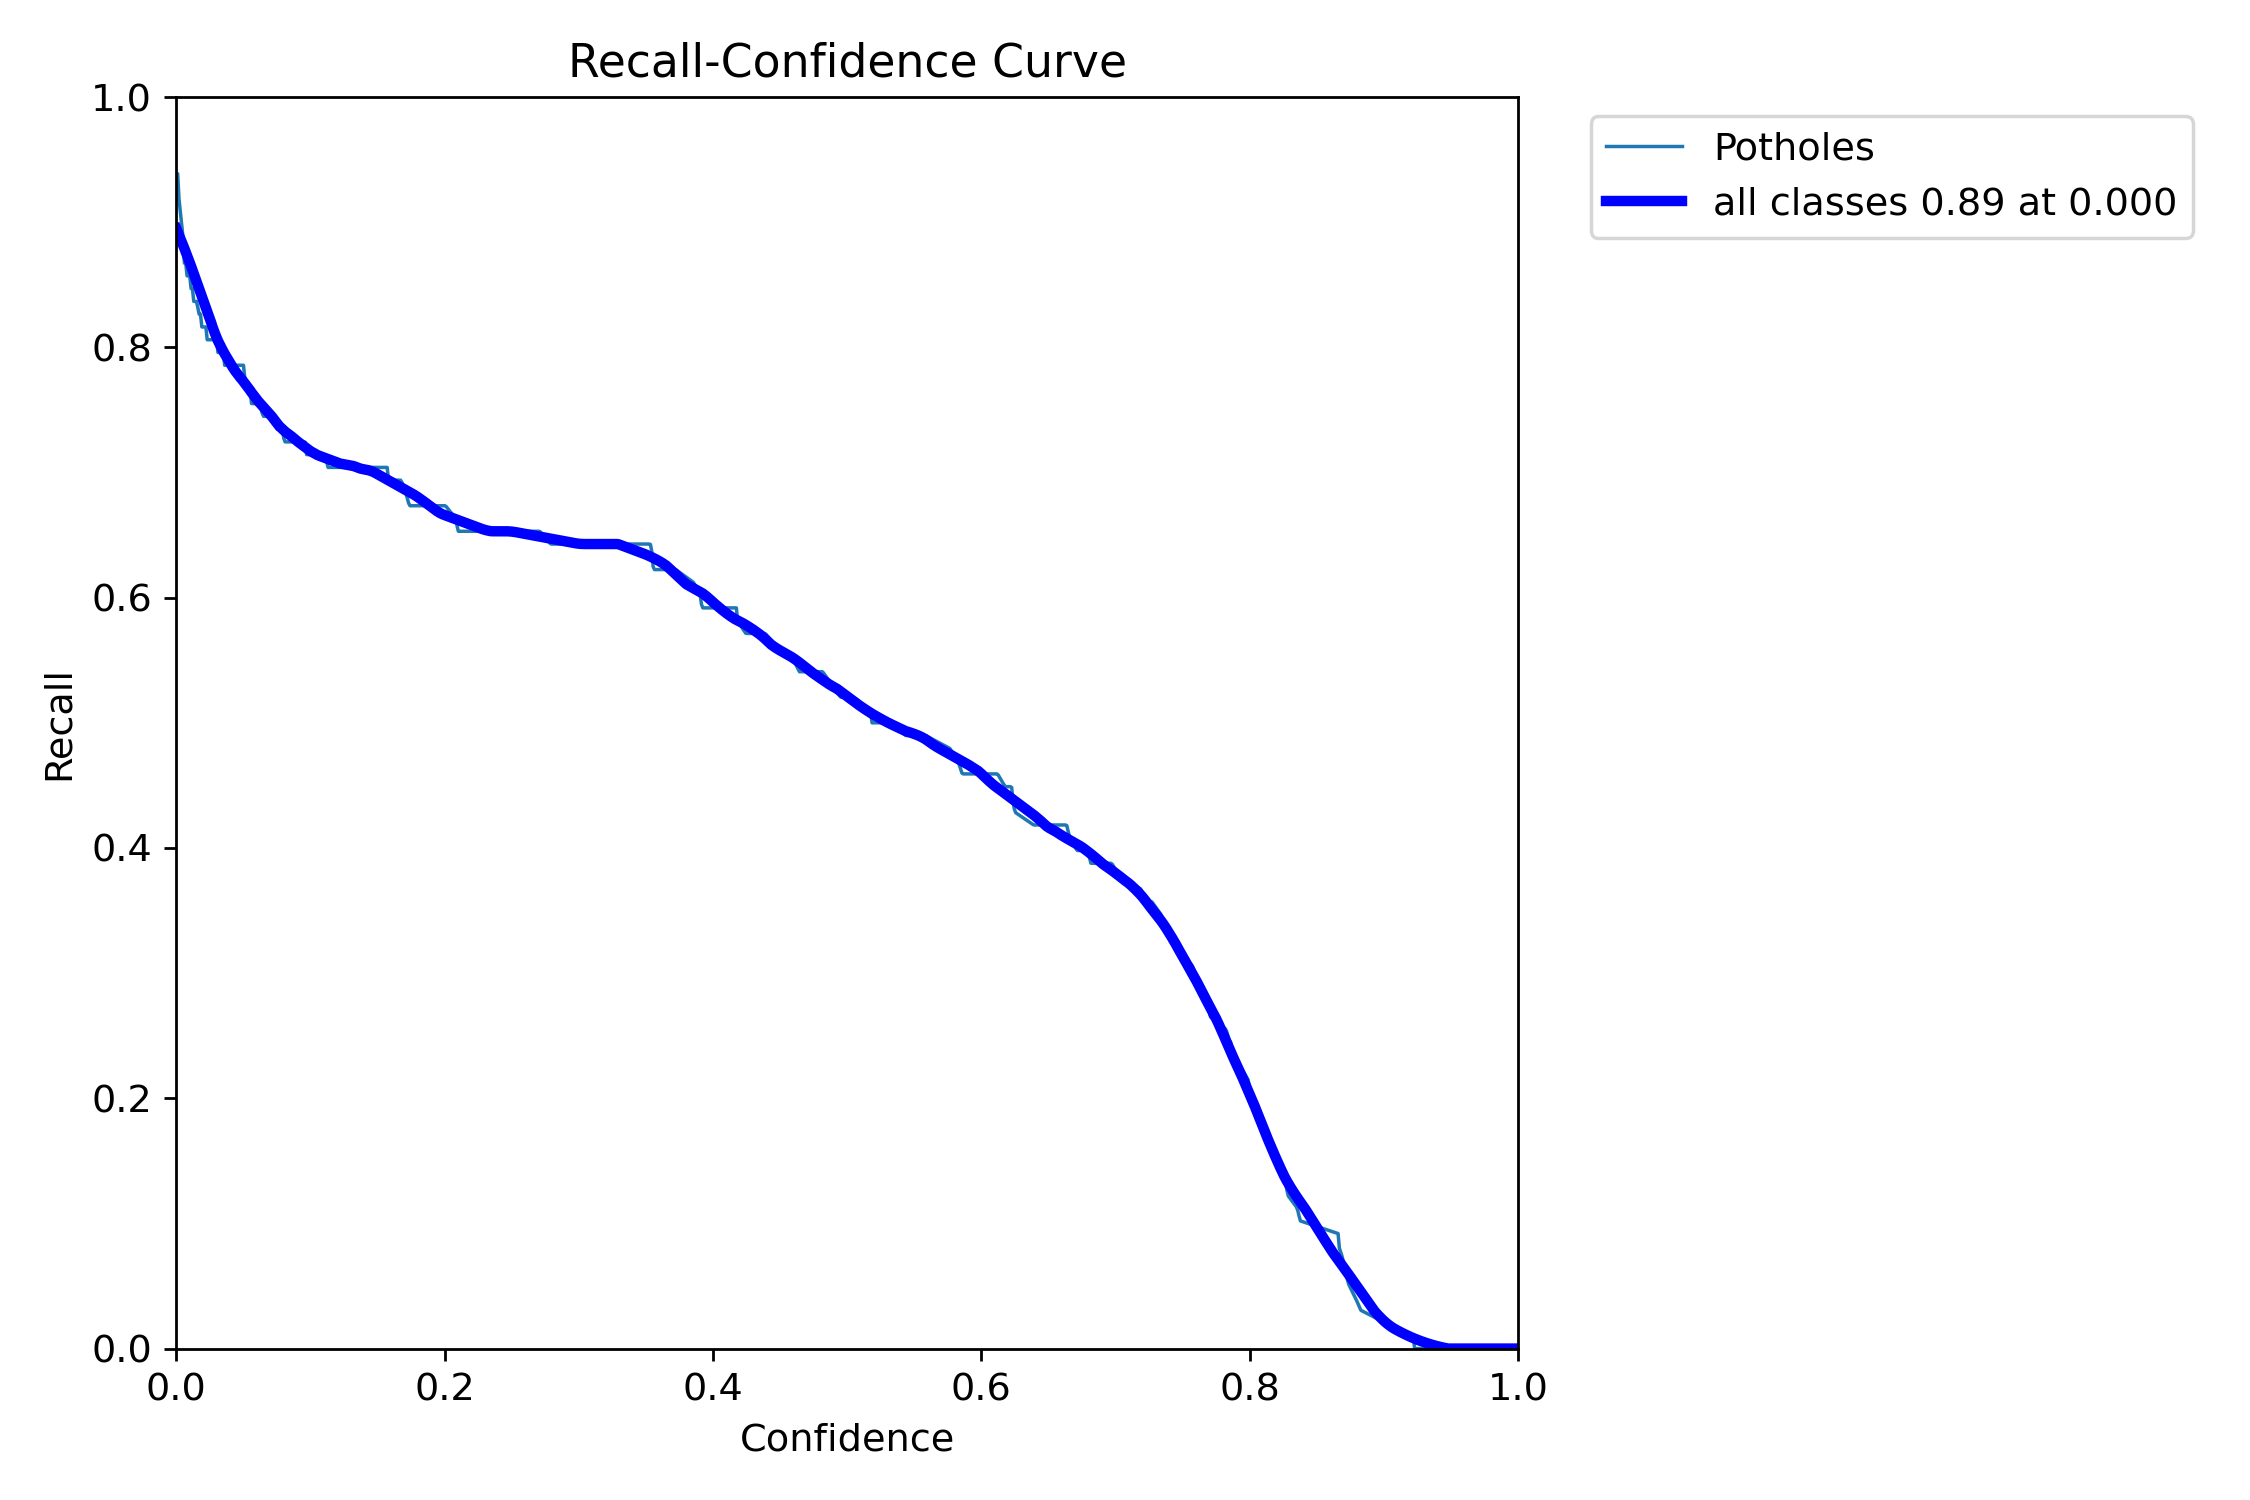 Recall-Confidence Curve
1.0
0.8
0.6
0.4
0.2
0.0
Recall
0.0 0.2 0.4 0.6 0.8 1.0
Confidence
Potholes
all classes 0.89 at 0.000